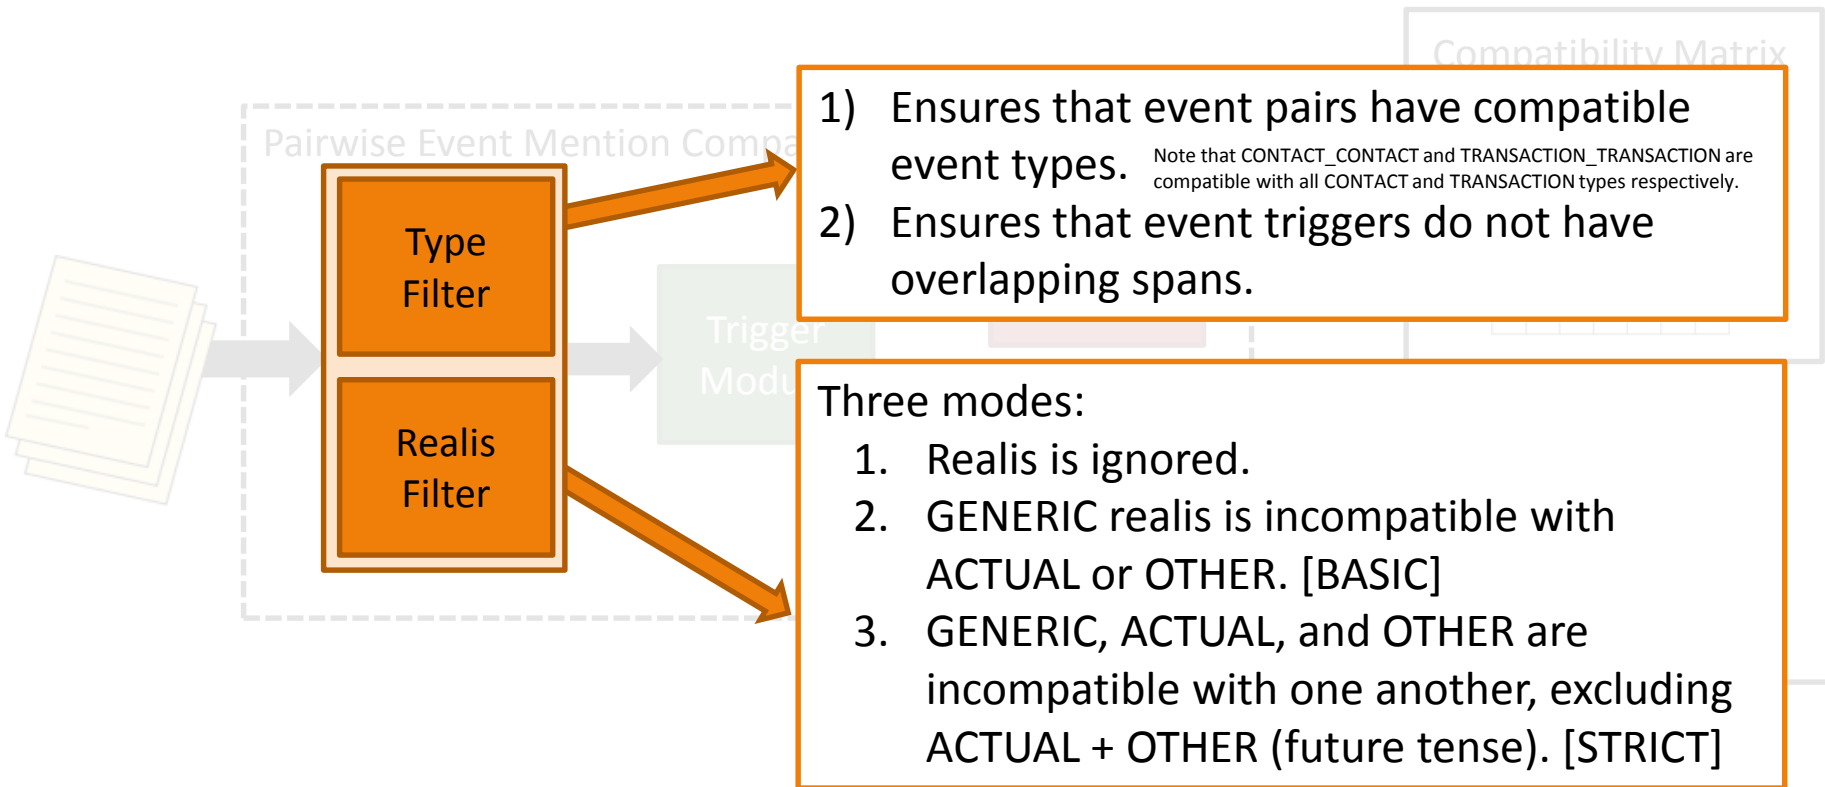 Compatibility Matrix
Pairwise Event Mention Compa
Type
Filter
Realis
Filter
Trigger
Modu
1) Ensures that event pairs have compatible
event types. Note that CONTACT_CONTACT and TRANSACTION_TRANSACTION are
compatible with all CONTACT and TRANSACTION types respectively.
2) Ensures that event triggers do not have
overlapping spans.
Three modes:
1. Realis is ignored.
2. GENERIC realis is incompatible with
ACTUAL or OTHER. [BASIC]
3. GENERIC, ACTUAL, and OTHER are
incompatible with one another, excluding
ACTUAL + OTHER (future tense). [STRICT]